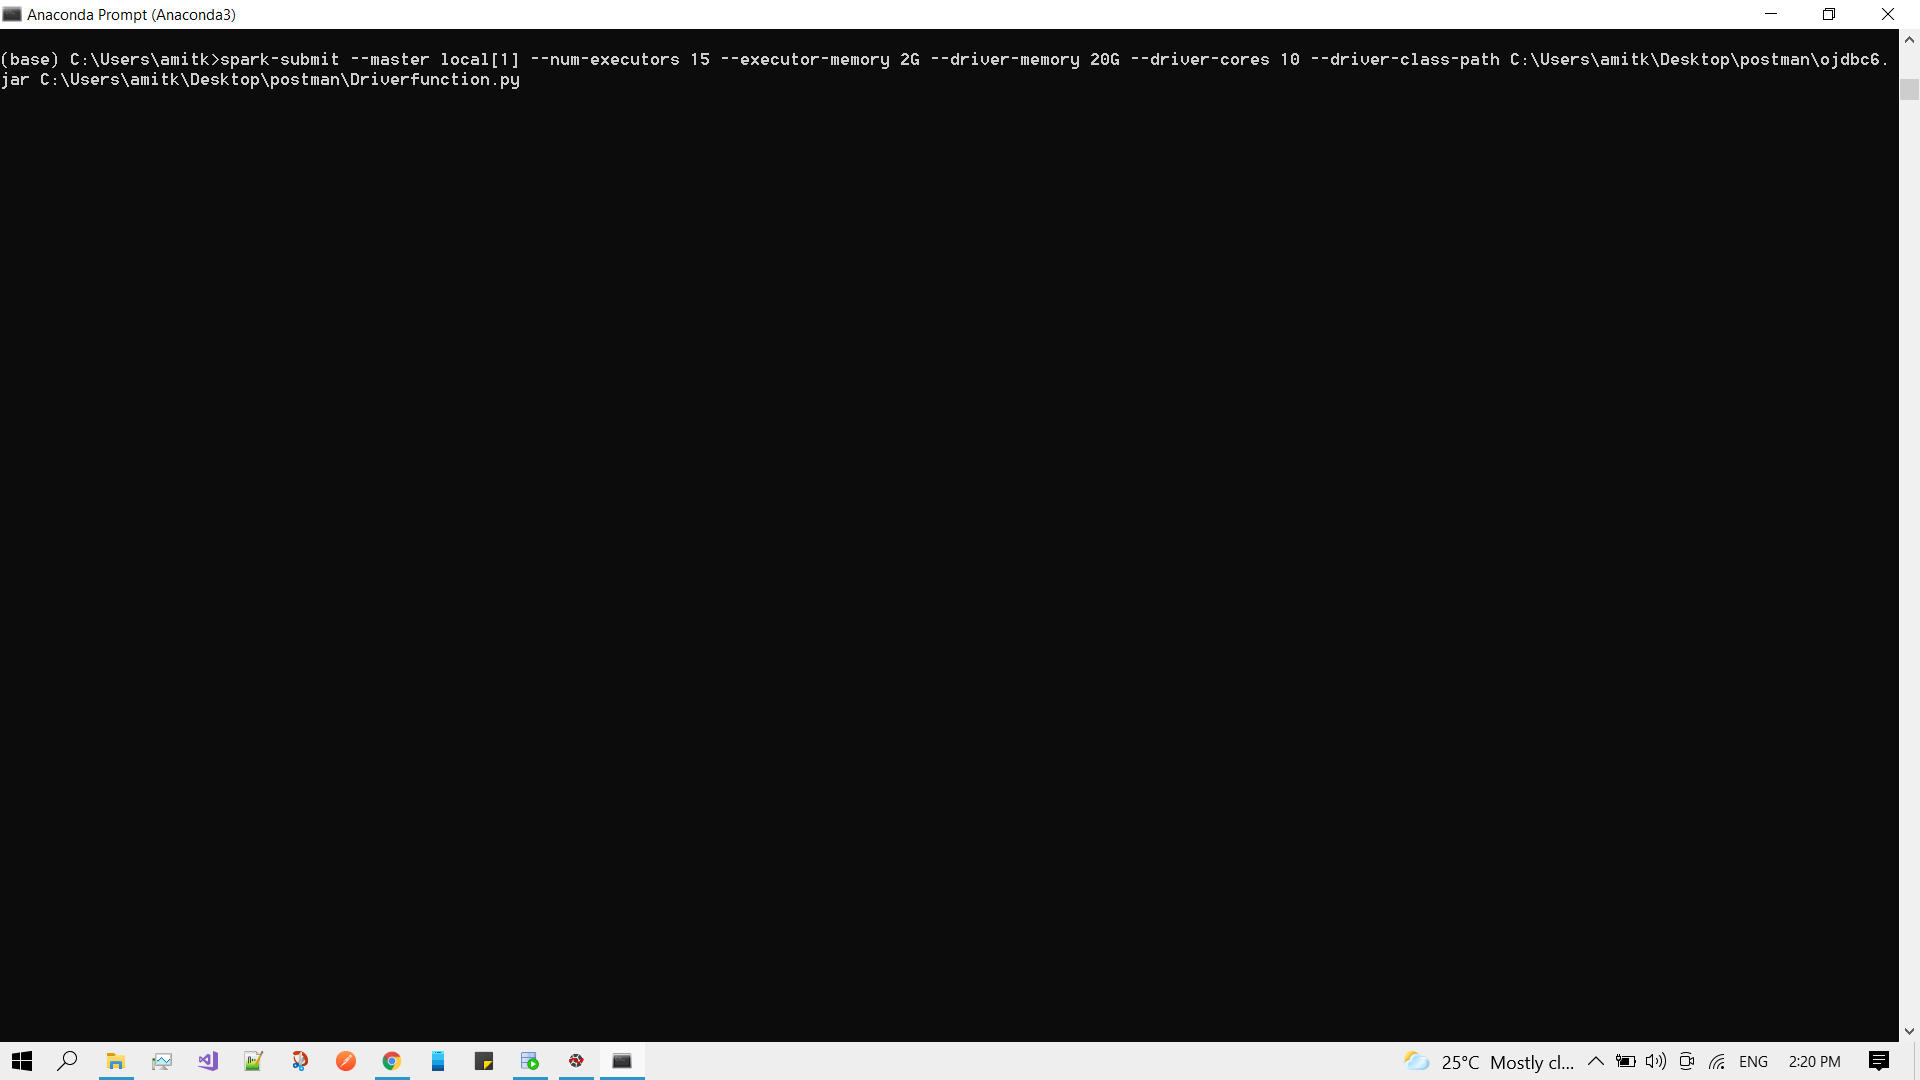 Anaconda Prompt (Anaconda3)
(base) C:\Users\amitk>spark-submit --master local[1] --num-executors 15 --executor-memory 2G --driver-memory 20G --driver-cores 10 --driver-class-path C:\Users\amitk\Desktop\postman\ojdbc6.
jar C:\Users\amitk\Desktop\postman\Driverfunction.py
25°C Mostly cl... ENG 2:20 PM